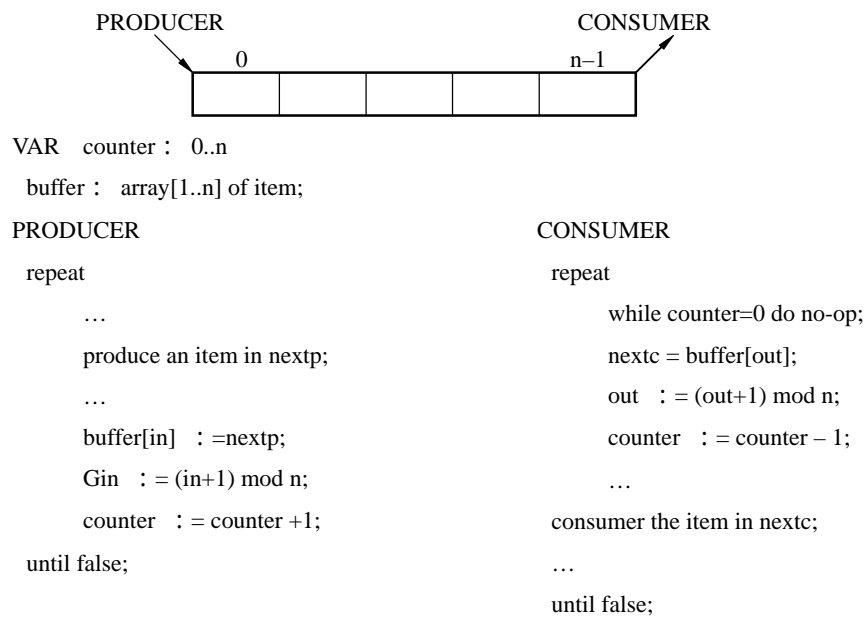 PRODUCER CONSUMER
0 n–1
VAR counter： 0..n
buffer： array[1..n] of item;
PRODUCER
repeat
…
produce an item in nextp;
…
buffer[in] ：=nextp;
Gin ：= (in+1) mod n;
counter ：= counter +1;
until false;
CONSUMER
repeat
while counter=0 do no-op;
nextc = buffer[out];
out ：= (out+1) mod n;
counter ：= counter – 1;
…
consumer the item in nextc;
…
until false;